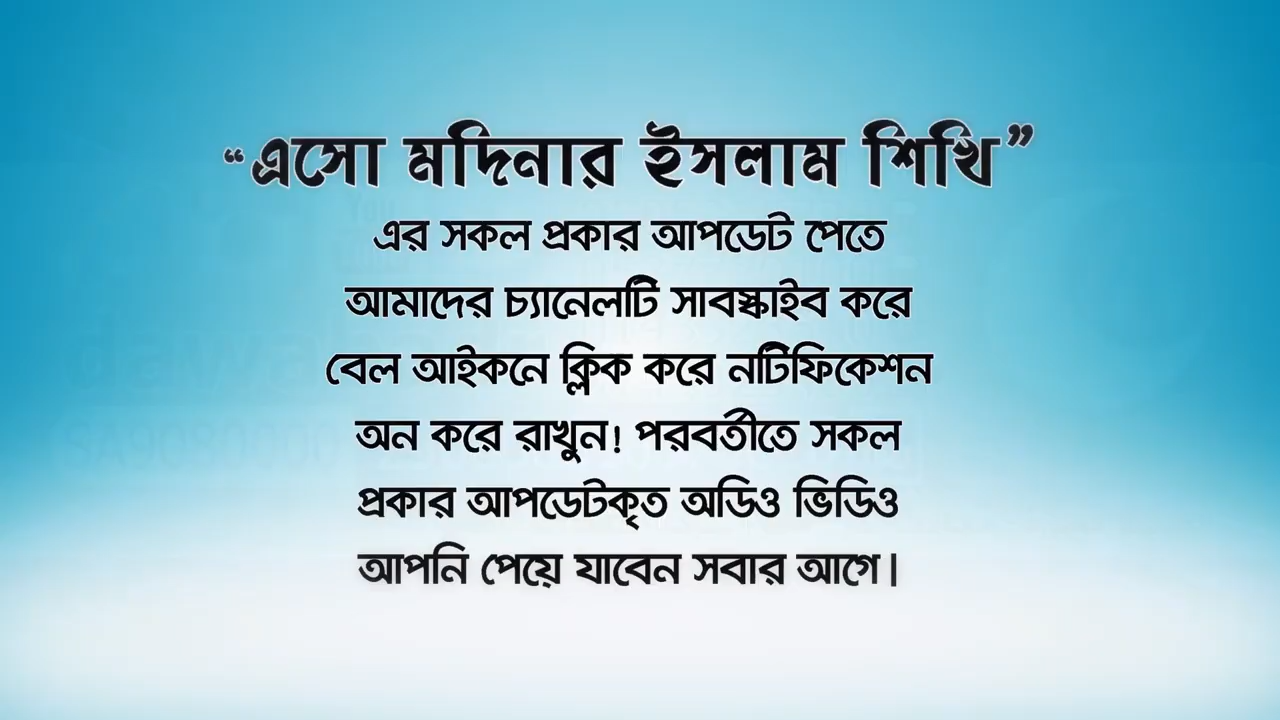 “এসো মদিনার ইসলাম শিখি”
এর সকল প্রকার আপডেট পেতে
আমাদের চ্যানেলটি সাবস্ক্রাইব করে
বেল আইকনে ক্লিক করে নটিফিকেশন
অন করে রাখুন! পরবর্তীতে সকল
প্রকার আপডেটকৃত অডিও ভিডিও
আপনি পেয়ে যাবেন সবার আগে।